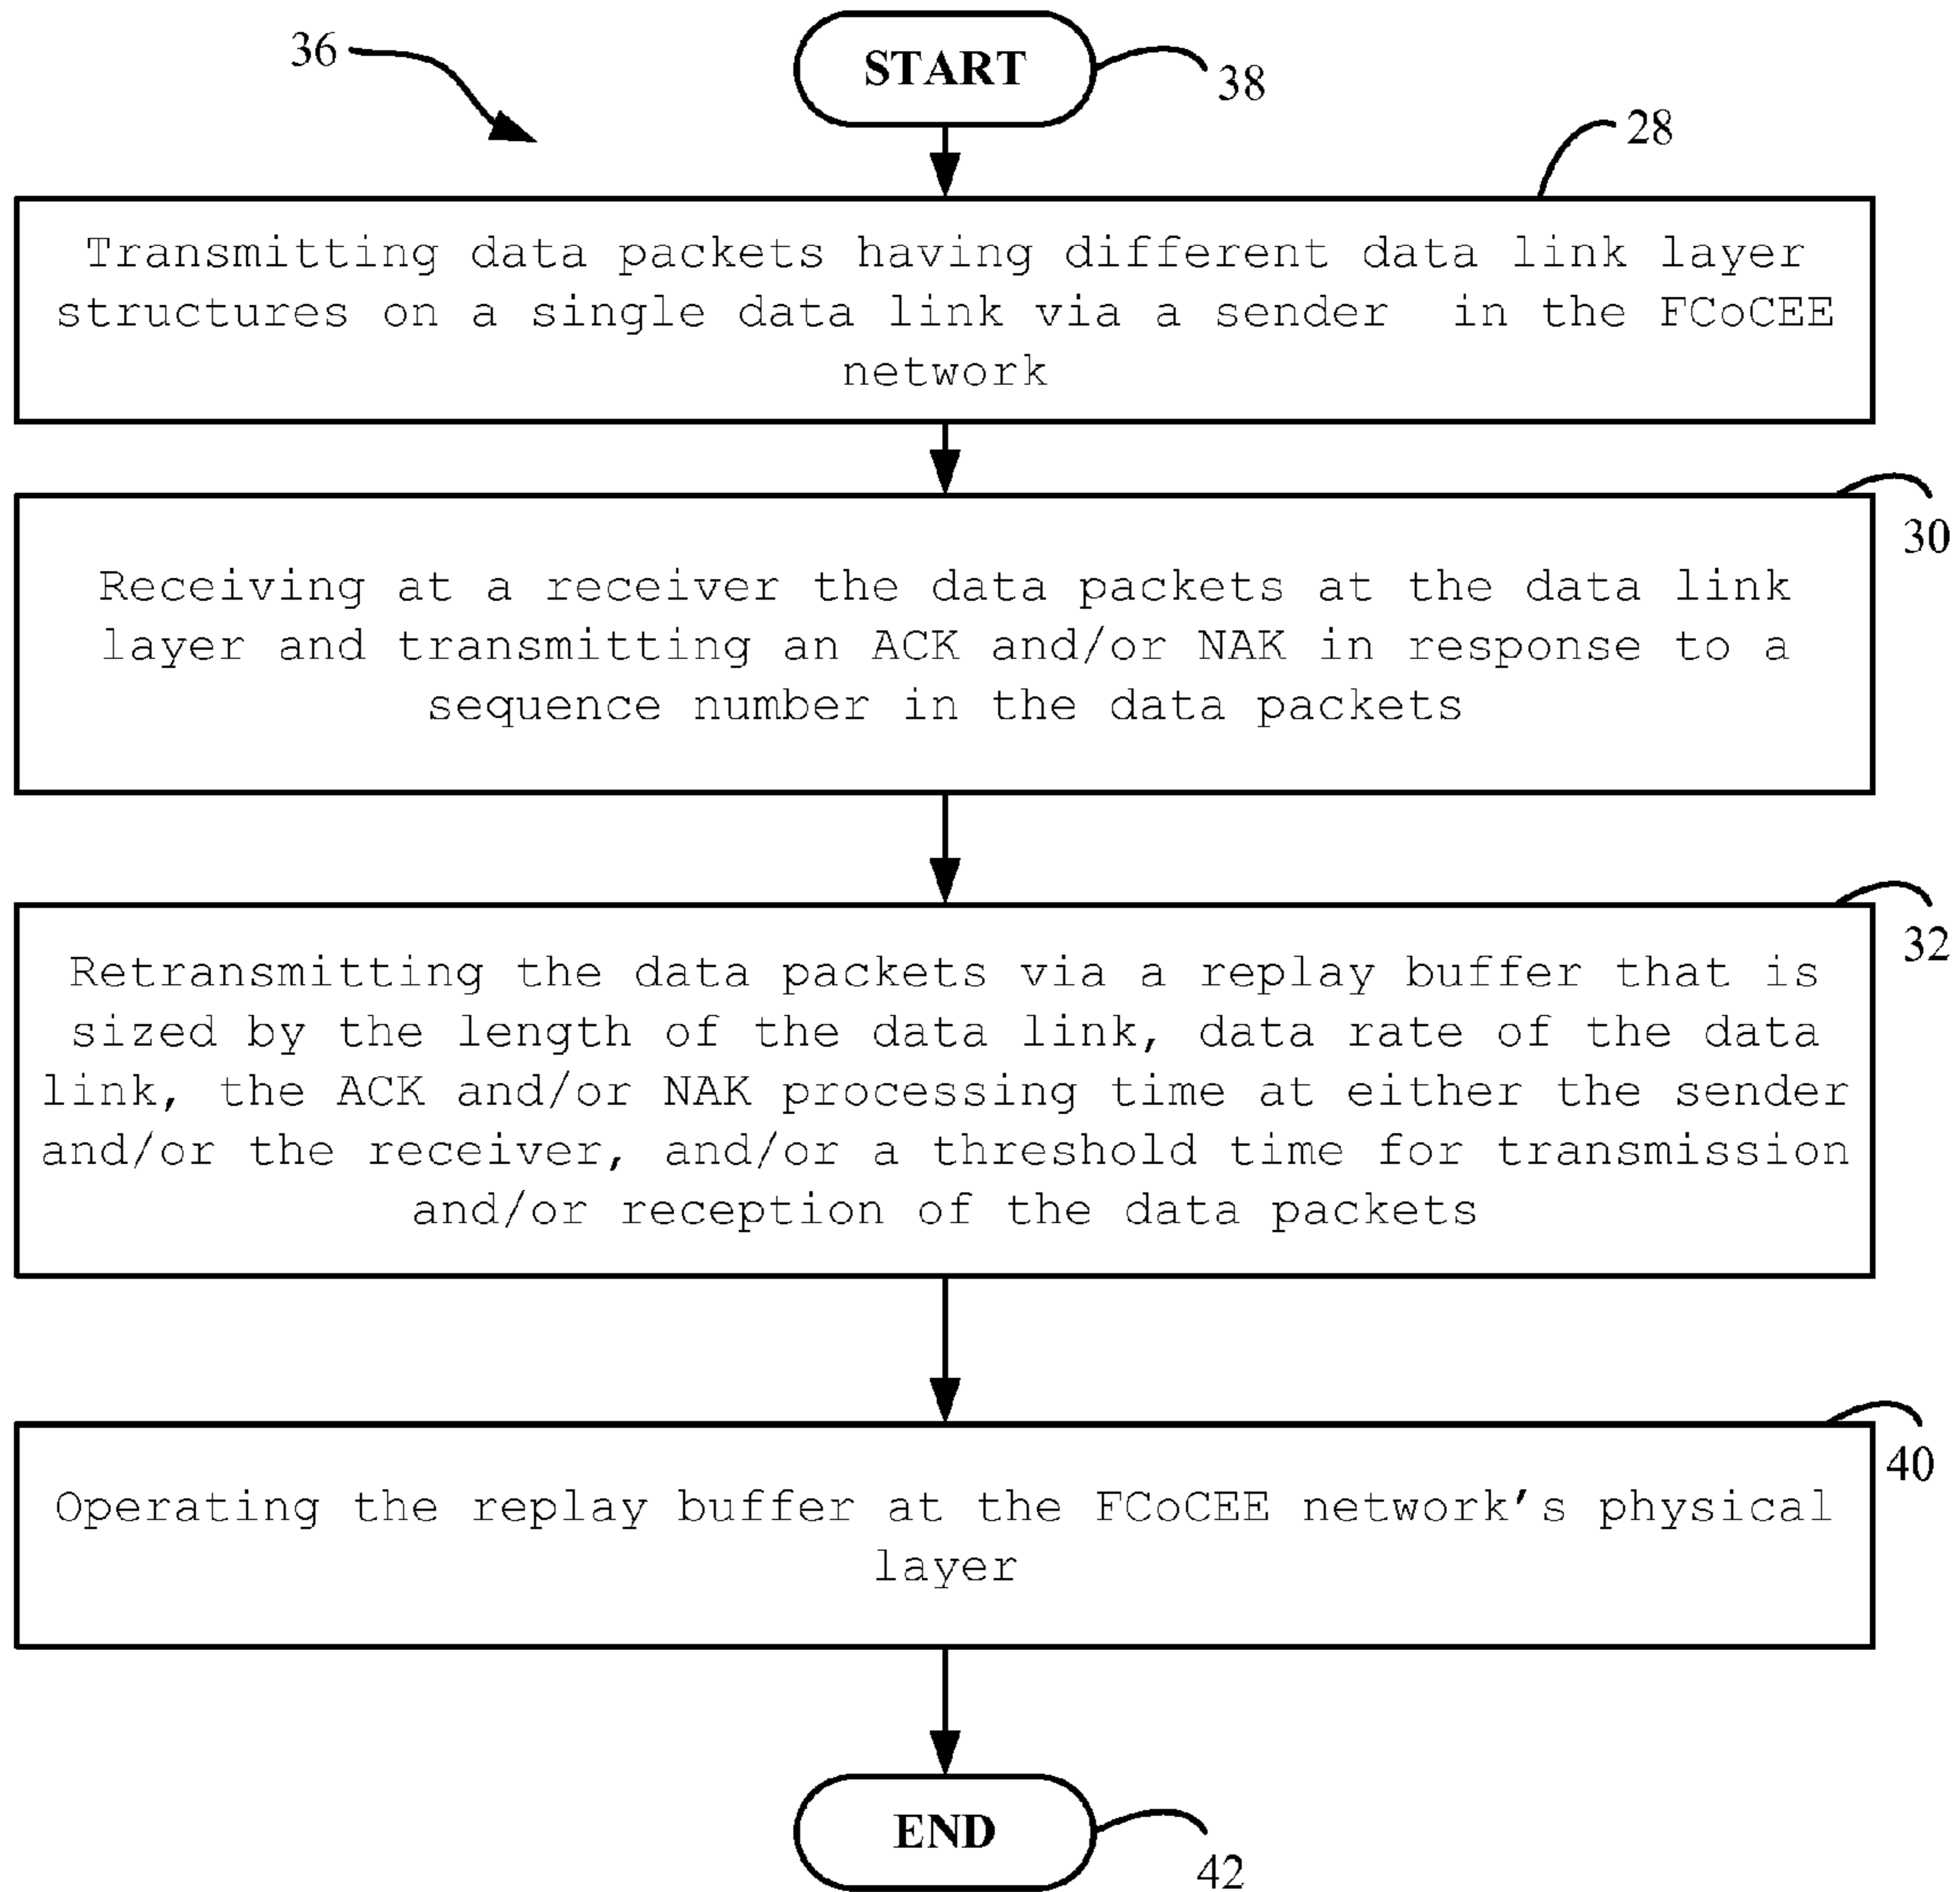 36
START
38
28
Transmitting data packets having different data link layer
structures on a single data link via a sender in the FCoCEE
network
30
Receiving at a receiver the data packets at the data link
layer and transmitting an ACK and/or NAK in response to a
sequence number in the data packets
32
Retransmitting the data packets via a replay buffer that is
sized by the length of the data link, data rate of the data
link, the ACK and/or NAK processing time at either the sender
and/or the receiver, and/or a threshold time for transmission
and/or reception of the data packets
40
Operating the replay buffer at the FCoCEE network’s physical
layer
END
42